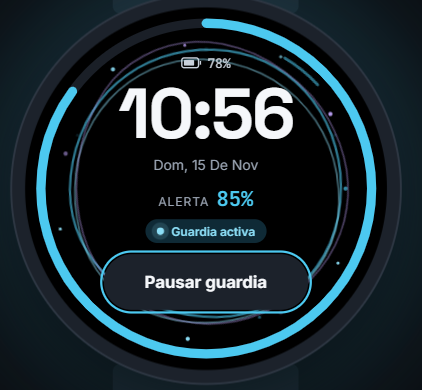 78%
10:56
Dom, 15 De Nov
ALERTA 85%
Guardia activa
Pausar guardia